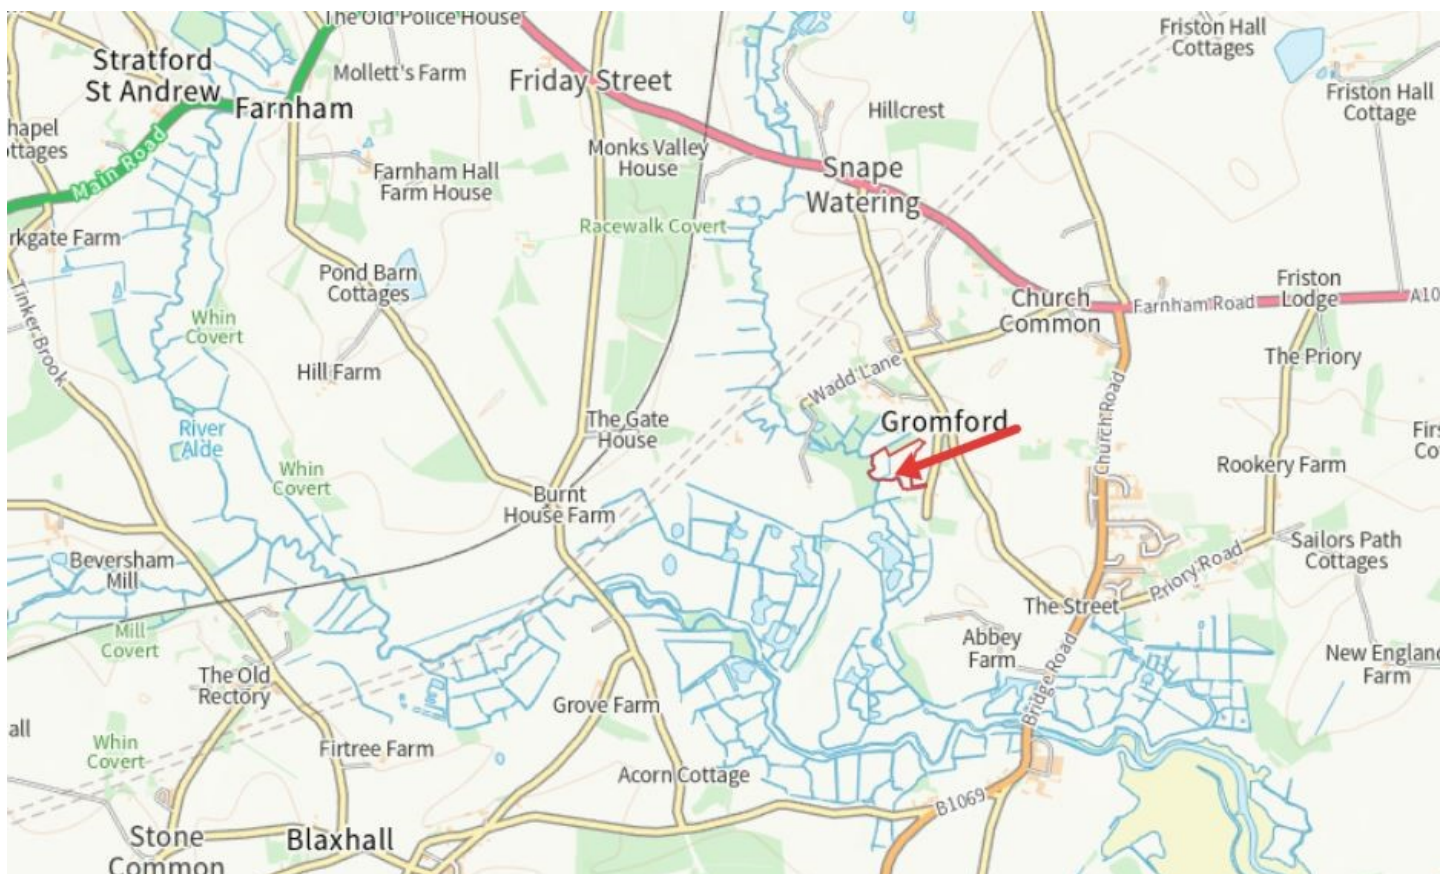 The Old Police House
Stratford
St Andrew
Farnham
Mollett's Farm
Friday Street
Friston Hall
Cottages
Friston Hall
Cottage
Hillcrest
hapel
ottages
Main Road
Farnham Hall
Farm House
Monks Valley
House
Snape
Watering
rkgate Farm
Racewalk Covert
Pond Barn
Cottages
Friston
Lodge
Church
Common
Farnham Road
A10
Tinker Brook
Whin
Covert
Hill Farm
Wadd Lane
The Priory
The Gate
House
Gromford
Church Road
River
Alde
Firs
Co
Whin
Covert
Rookery Farm
Burnt
House Farm
Beversham
Mill
Sailors Path
Cottages
Priory Road
The Street
Mill
Covert
Abbey
Farm
Bridge Road
New England
Farm
The Old
Rectory
Grove Farm
all
Whin
Covert
Firtree Farm
Acorn Cottage
B1069
Stone
Common
Blaxhall